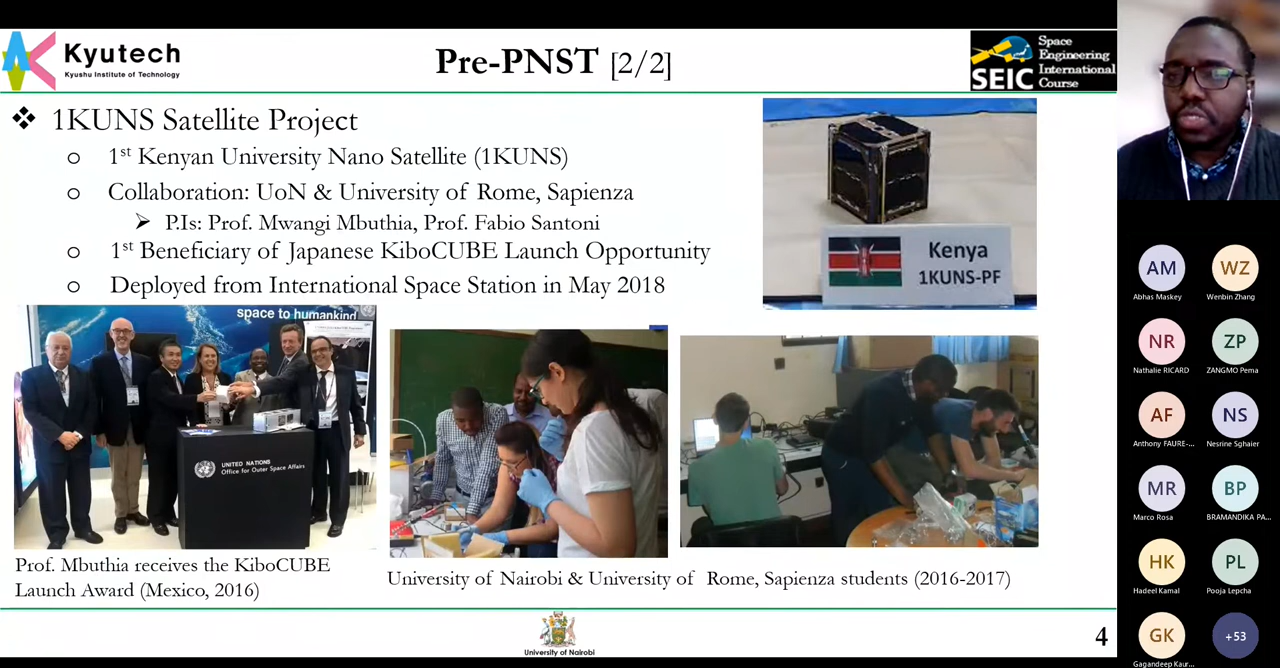 Kyutech
Kyushu Institute of Technology
Pre-PNST [2/2]
SEIC
Space
Engineering
International
Course
❖ 1KUNS Satellite Project
o 1st Kenyan University Nano Satellite (1KUNS)
o Collaboration: UoN & University of Rome, Sapienza
➢ P.Is: Prof. Mwangi Mbuthia, Prof. Fabio Santoni
o 1st Beneficiary of Japanese KiboCUBE Launch Opportunity
o Deployed from International Space Station in May 2018
Kenya
1KUNS-PF
space to humankind
UNITED NATIONS
Office for Outer Space Affairs
Prof. Mbuthia receives the KiboCUBE
Launch Award (Mexico, 2016)
University of Nairobi & University of Rome, Sapienza students (2016-2017)
University of Nairobi
4
AM
Abhas Maskey
WZ
Wenbin Zhang
NR
Nathalie RICARD
ZP
ZANGMO Pema
AF
Anthony FAURE-...
NS
Nesrine Sghaier
MR
Marco Rosa
BP
BRAMANDIKA PA...
HK
Hadeel Kamal
PL
Pooja Lepcha
GK
Gagandeep Kaur...
+53